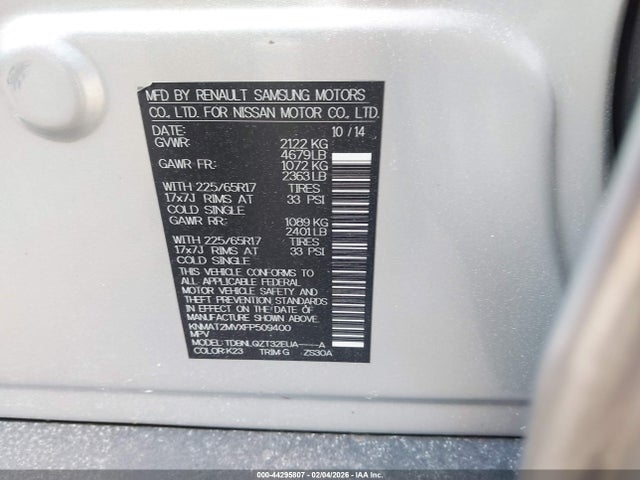 MFD BY RENAULT SAMSUNG MOTORS
CO., LTD. FOR NISSAN MOTOR CO., LTD.
DATE: 10 / 14
GVWR: 2122 KG
4679LB
GAWR FR: 1072 KG
2363LB
WITH 225/65R17 TIRES
17x7J RIMS AT 33 PSI
COLD SINGLE
GAWR RR: 1089 KG
2401LB
WITH 225/65R17 TIRES
17x7J RIMS AT 33 PSI
COLD SINGLE
THIS VEHICLE CONFORMS TO
ALL APPLICABLE FEDERAL
MOTOR VEHICLE SAFETY AND
THEFT PREVENTION STANDARDS
IN EFFECT ON THE DATE OF
MANUFACTURE SHOWN ABOVE.
KNMAT2MVXFP509400
MPV
MODEL: TDBNLQZT32EUA-----A
COLOR: K23 TRIM: G ZS30A
000-44295807 - 02/04/2026 - IAA Inc.